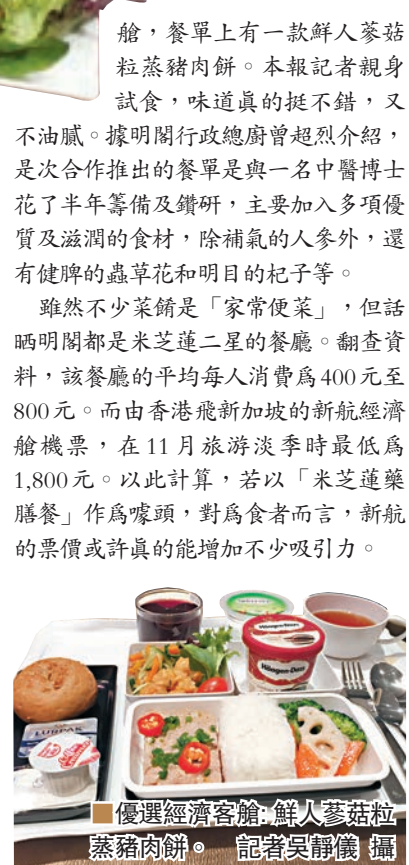 艙，餐單上有一款鮮人蔘菇
粒蒸豬肉餅。本報記者親身
試食，味道真的挺不錯，又
不油膩。據明閣行政總廚曾超烈介紹，
是次合作推出的餐單是與一名中醫博士
花了半年籌備及鑽研，主要加入多項優
質及滋潤的食材，除補氣的人參外，還
有健脾的蟲草花和明目的杞子等。
雖然不少菜餚是「家常便菜」，但話
晒明閣都是米芝蓮二星的餐廳。翻查資
料，該餐廳的平均每人消費為400元至
800元。而由香港飛新加坡的新航經濟
艙機票，在11月旅游淡季時最低為
1,800元。以此計算，若以「米芝蓮藥
膳餐」作為噱頭，對為食者而言，新航
的票價或許真的能增加不少吸引力。
Häagen-Dazs
Häagen-Dazs
LURPAK
■優選經濟客艙: 鮮人蔘菇粒
蒸豬肉餅。 記者吳靜儀 攝